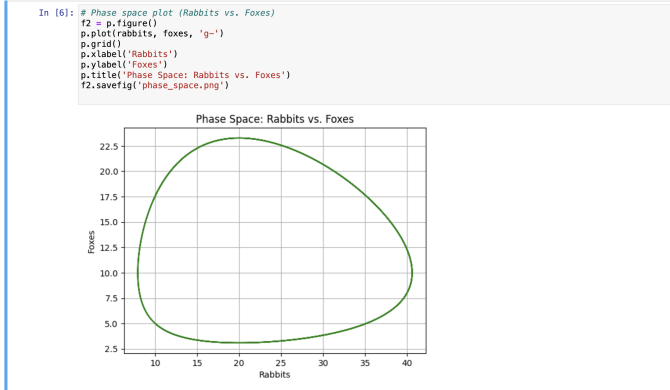 In [6]: # Phase space plot (Rabbits vs. Foxes)
f2 = p.figure()
p.plot(rabbits, foxes, 'g-')
p.grid()
p.xlabel('Rabbits')
p.ylabel('Foxes')
p.title('Phase Space: Rabbits vs. Foxes')
f2.savefig('phase_space.png')
Phase Space: Rabbits vs. Foxes
22.5
20.0
17.5
15.0
12.5
10.0
7.5
5.0
2.5
Foxes
10 15 20 25 30 35 40
Rabbits